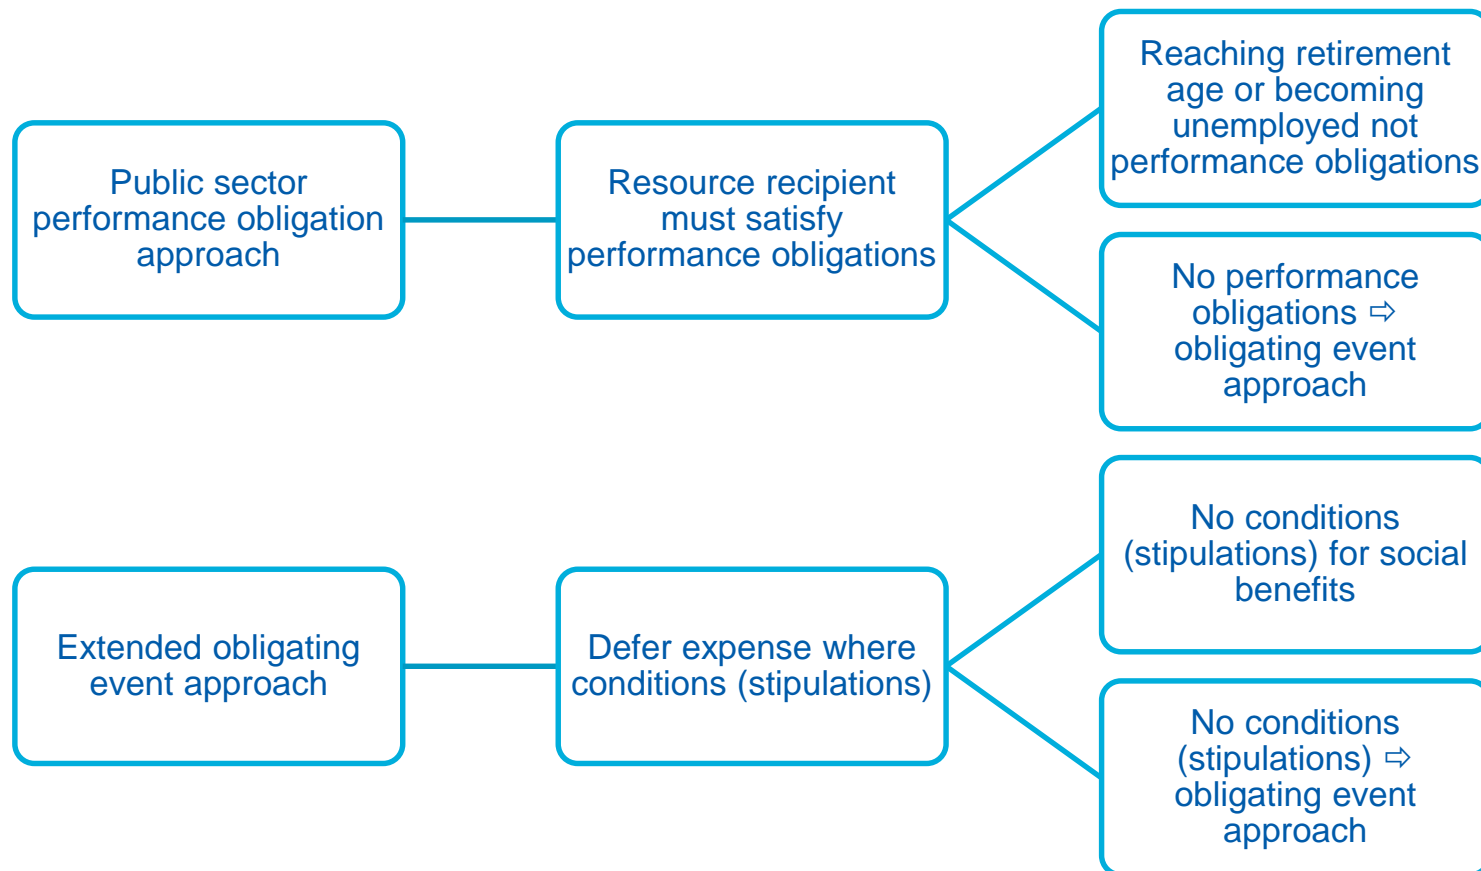 Public sector
performance obligation
approach
Resource recipient
must satisfy
performance obligations
Reaching retirement
age or becoming
unemployed not
performance obligations
No performance
obligations ⇨
obligating event
approach
Extended obligating
event approach
Defer expense where
conditions (stipulations)
No conditions
(stipulations) for social
benefits
No conditions
(stipulations) ⇨
obligating event
approach